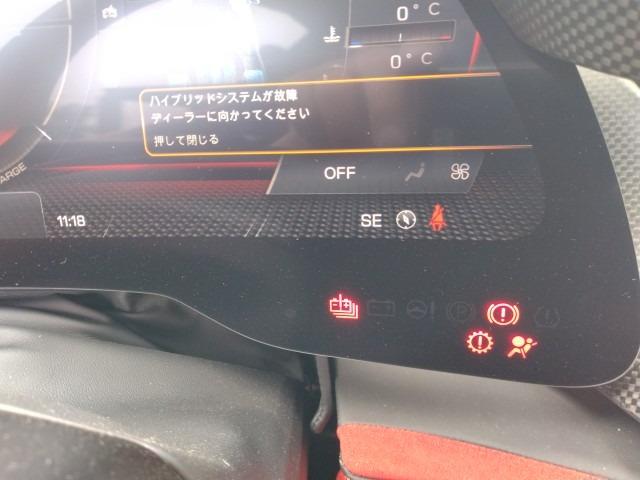 0°C
0°C
ハイブリッドシステムが故障
ディーラーに向かってください
押して閉じる
OFF
ARGE
11:18
SE